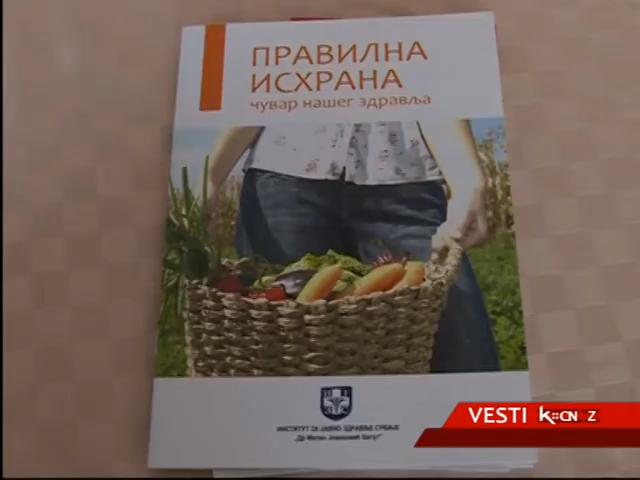 ПРАВИЛНА
ИСХРАНА
чувар нашег здравља
ИНСТИТУТ ЗА ЈАВНО ЗДРАВЉЕ СРБИЈЕ
„Др Милан Јовановић Батут“
VESTI